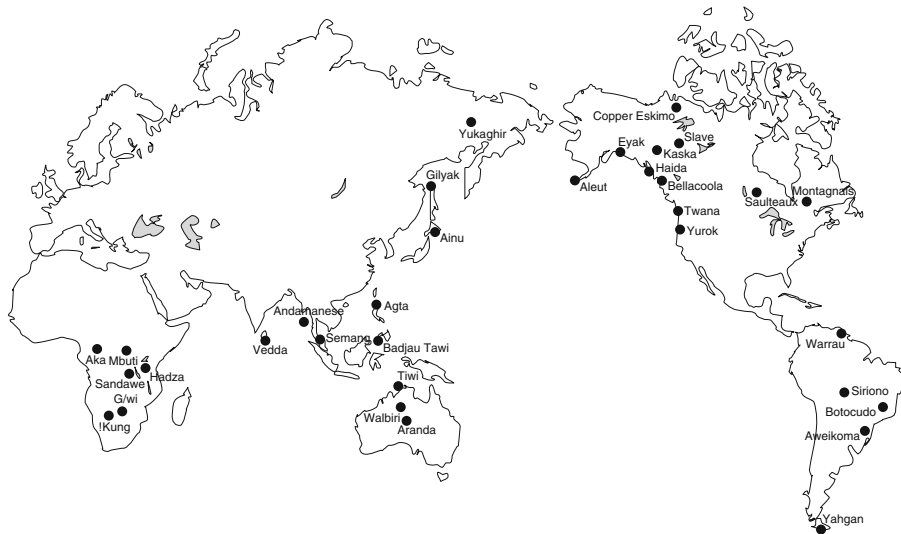 Copper Eskimo
Yukaghir
Slave
Eyak
Kaska
Haida
Gilyak
Aleut
Bellacoola
Montagnais
Saulteaux
Twana
Yurok
Ainu
Andamanese
Agta
Vedda
Semang
Badjau Tawi
Warrau
Aka
Mbuti
Hadza
Sandawe
Tiwi
G/wi
!Kung
Walbiri
Aranda
Siriono
Botocudo
Aweikoma
Yahgan